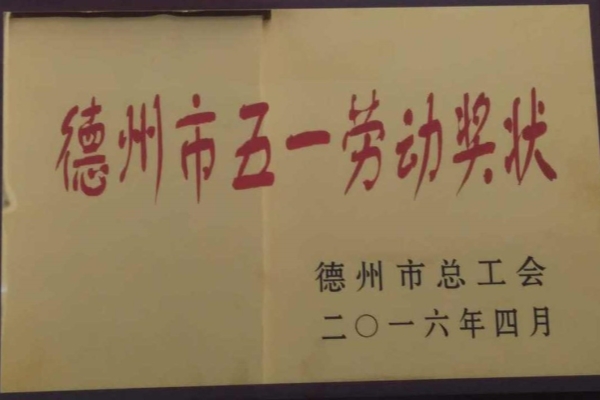 德州市五一劳动奖状
德州市总工会
二〇一六年四月